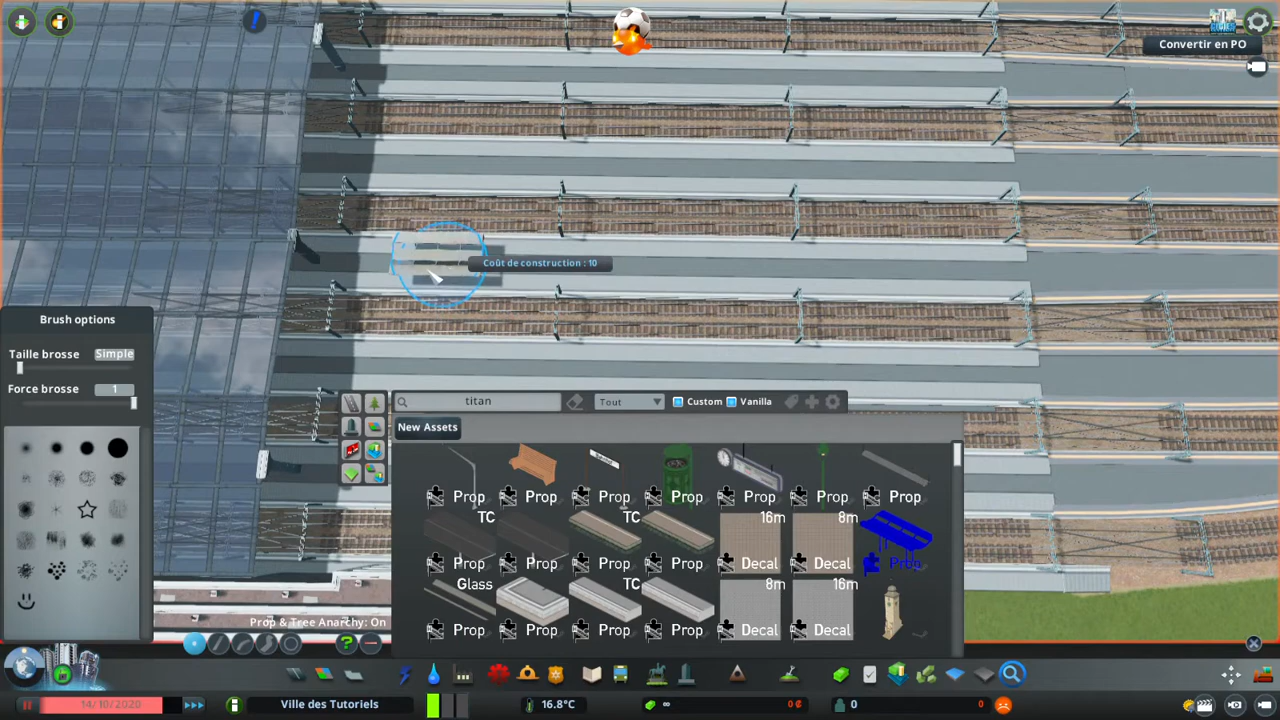 Convertir en PO
Coût de construction : 10
Brush options
Taille brosse Simple
Force brosse 1
titan
Tout
Custom
Vanilla
New Assets
Prop Prop Prop Prop Prop Prop Prop
TC TC 16m 8m
Prop Prop Prop Prop Decal Decal Prop
Glass TC 8m 16m
Prop Prop Prop Prop Decal Decal
Prop & Tree Anarchy: On
14/10/2020
Ville des Tutoriels
16.8°C
∞
0 ₡
0
0